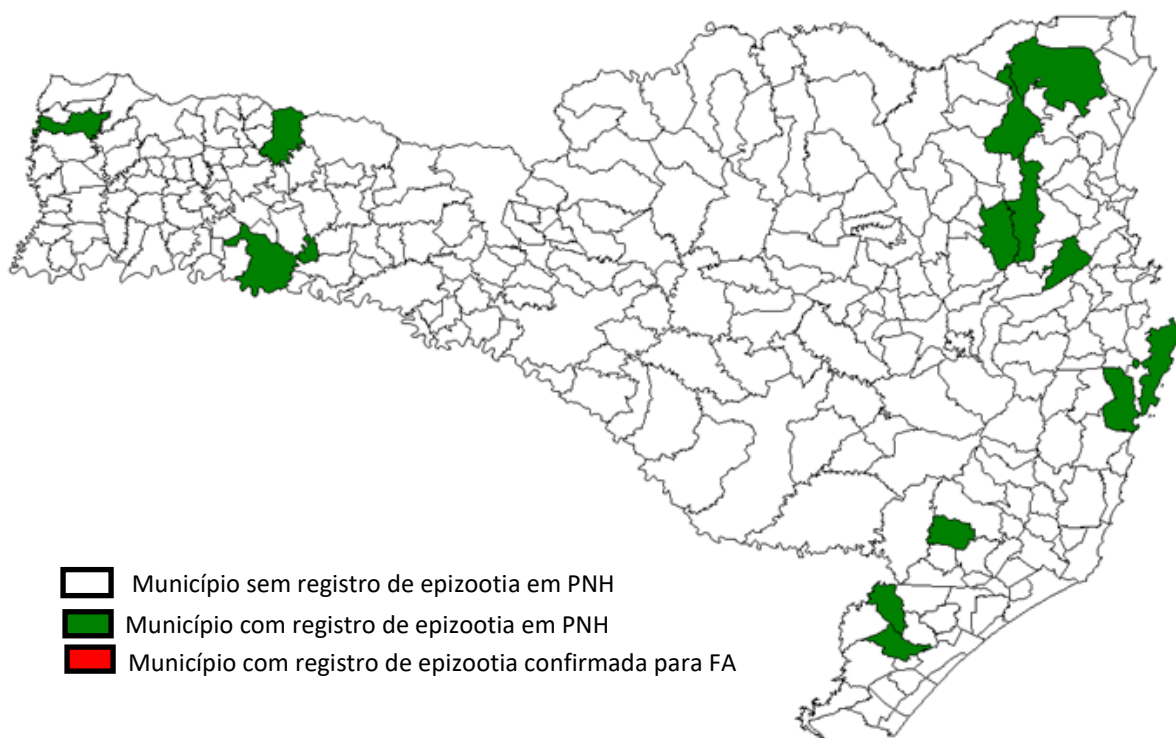 Município sem registro de epizootia em PNH
Município com registro de epizootia em PNH
Município com registro de epizootia confirmada para FA